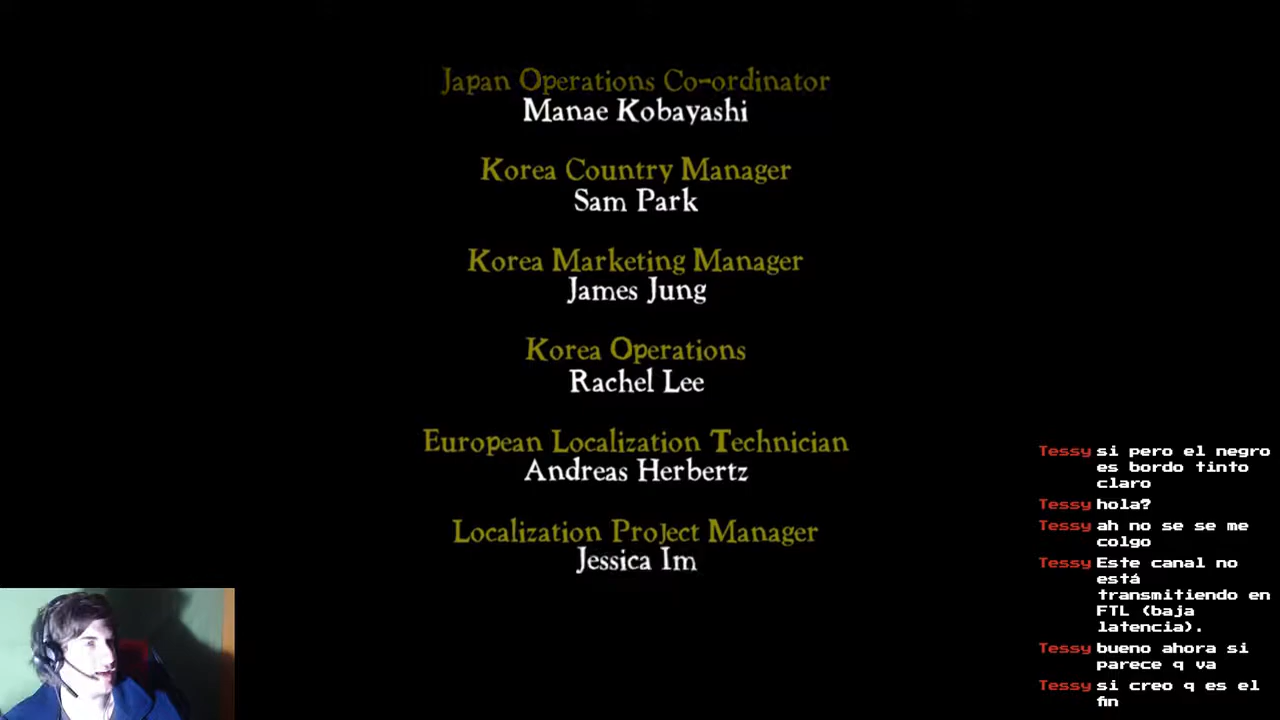 Japan Operations Co-ordinator
Manae Kobayashi
Korea Country Manager
Sam Park
Korea Marketing Manager
James Jung
Korea Operations
Rachel Lee
European Localization Technician
Andreas Herbertz
Localization Project Manager
Jessica Im
Tessy si pero el negro
es bordo tinto
claro
Tessy hola?
Tessy ah no se se me
colgo
Tessy Este canal no
está
transmitiendo en
FTL (baja
latencia).
Tessy bueno ahora si
parece q va
Tessy si creo q es el
fin